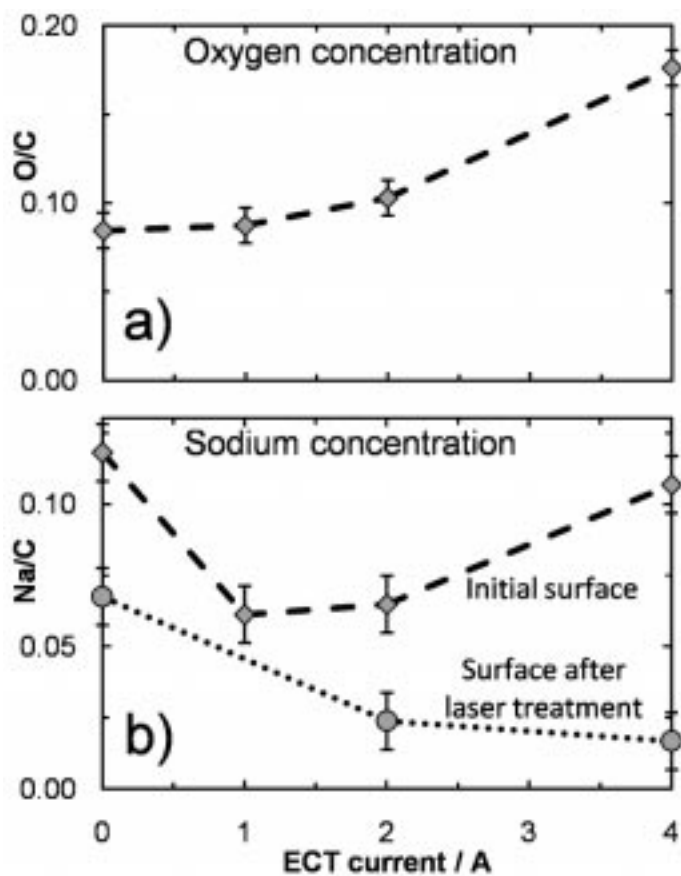 0.20
Oxygen concentration
O/C
0.10
a)
0.00
Sodium concentration
0.10
Na/C
Initial surface
0.05
Surface after
laser treatment
b)
0.00
0 1 2 3 4
ECT current / A